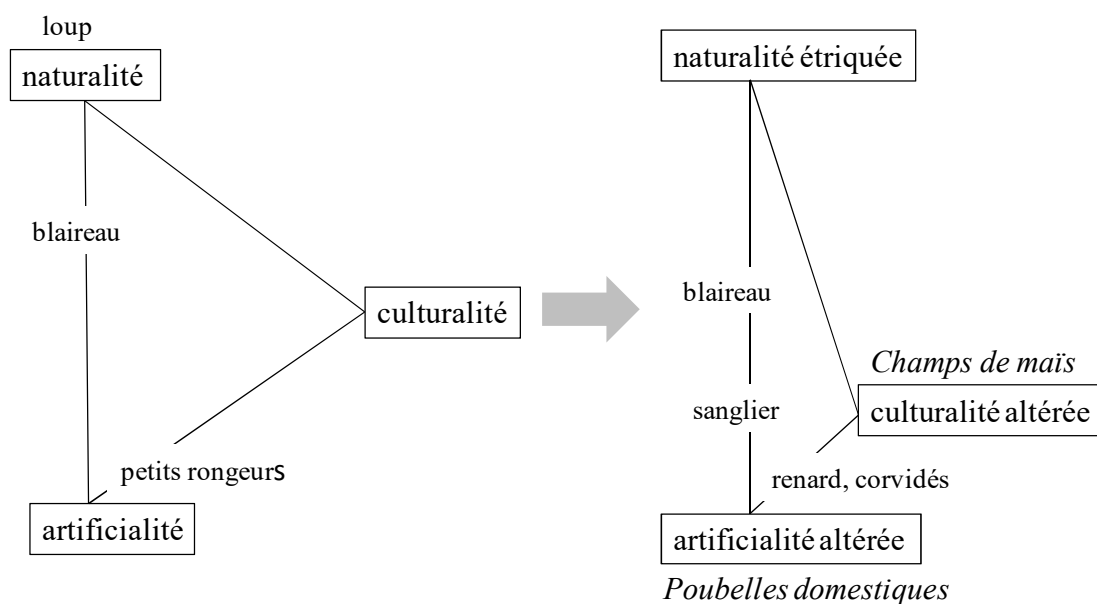 loup
naturalité
blaireau
culturalité
petits rongeurs
artificialité
naturalité étriquée
blaireau
Champs de maïs
culturalité altérée
sanglier
renard, corvidés
artificialité altérée
Poubelles domestiques